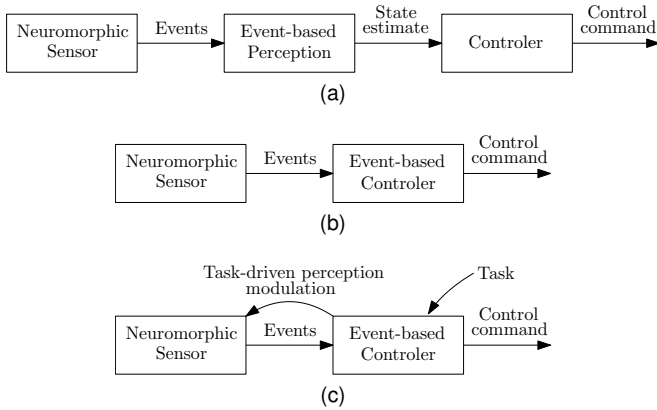 Neuromorphic
Sensor
Events
Event-based
Perception
State
estimate
Controler
Control
command
(a)
Neuromorphic
Sensor
Events
Event-based
Controler
Control
command
(b)
Task-driven perception
modulation
Task
Neuromorphic
Sensor
Events
Event-based
Controler
Control
command
(c)